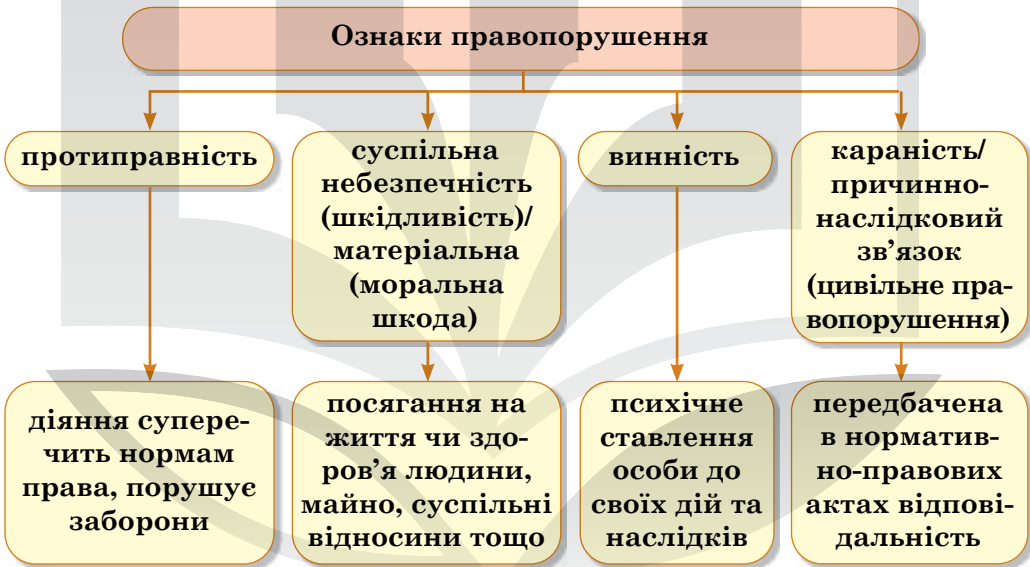 Ознаки правопорушення
протиправність
суспільна
небезпечність
(шкідливість)/
матеріальна
(моральна
шкода)
винність
караність/
причинно-
наслідковий
зв’язок
(цивільне пра-
вопорушення)
діяння супере-
чить нормам
права, порушує
заборони
посягання на
життя чи здо-
ров’я людини,
майно, суспільні
відносини тощо
психічне
ставлення
особи до
своїх дій та
наслідків
передбачена
в норматив-
но-правових
актах відпові-
дальність